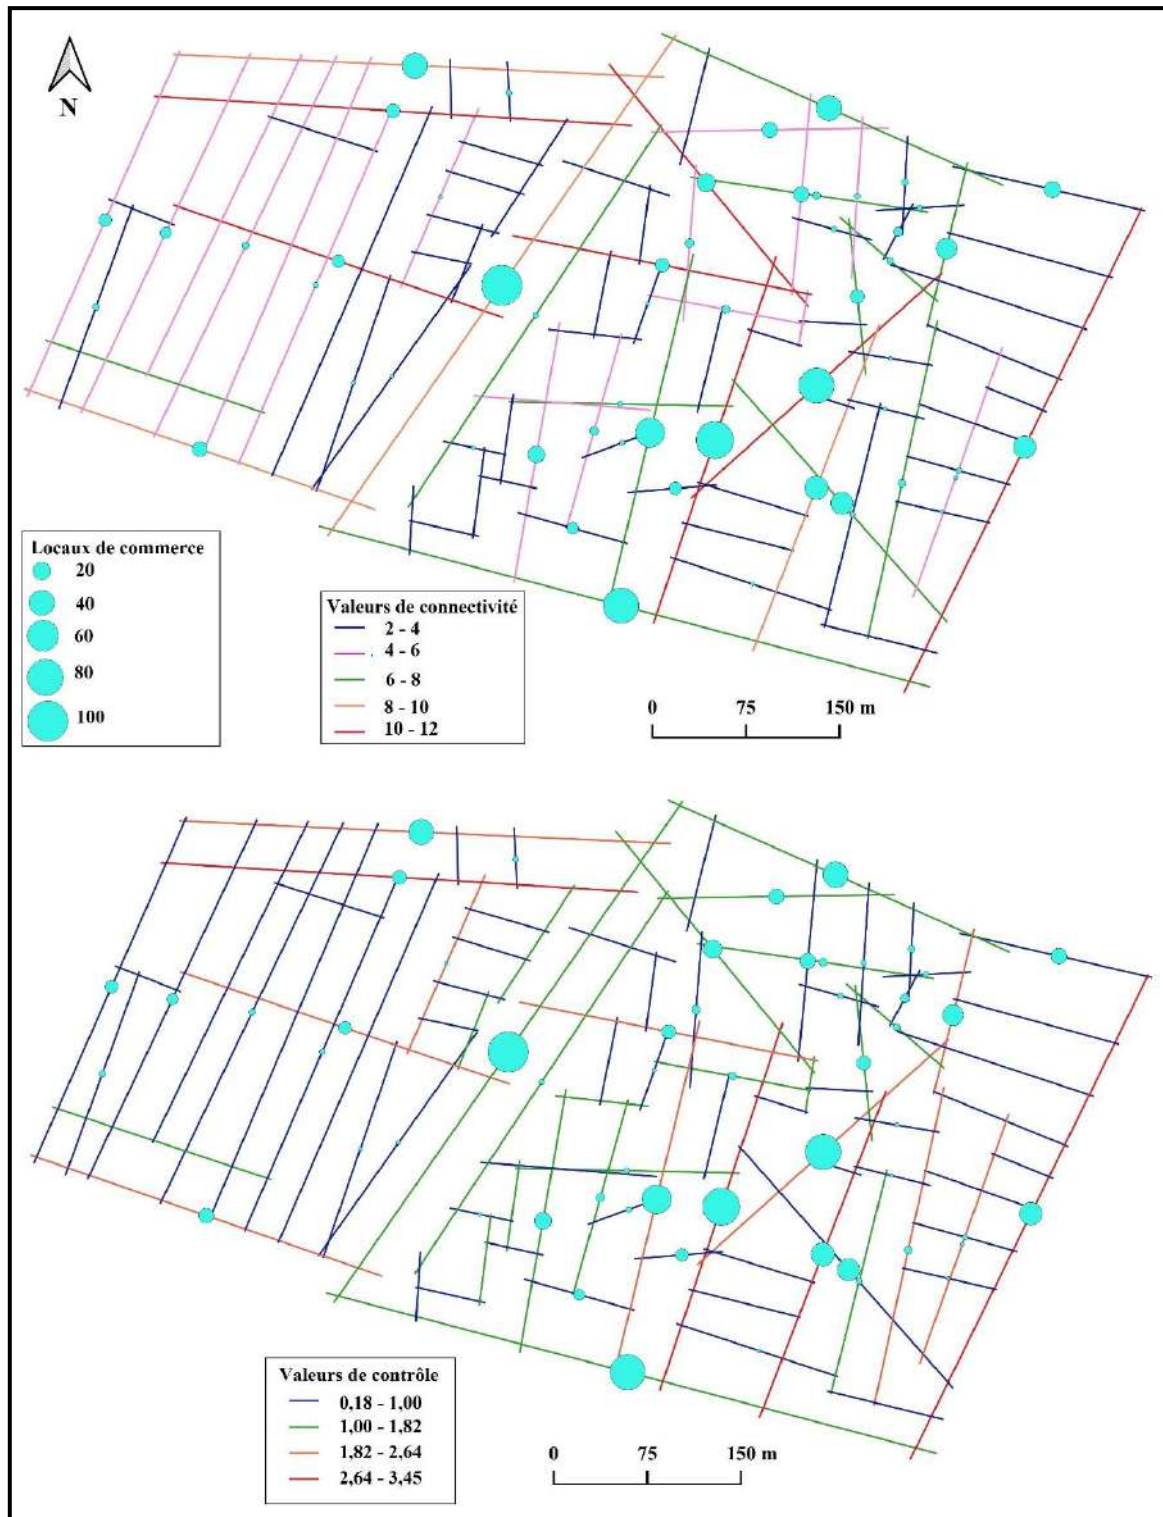 N
Locaux de commerce
20
40
60
80
100
Valeurs de connectivité
2 - 4
4 - 6
6 - 8
8 - 10
10 - 12
0 75 150 m
Valeurs de contrôle
0,18 - 1,00
1,00 - 1,82
1,82 - 2,64
2,64 - 3,45
0 75 150 m